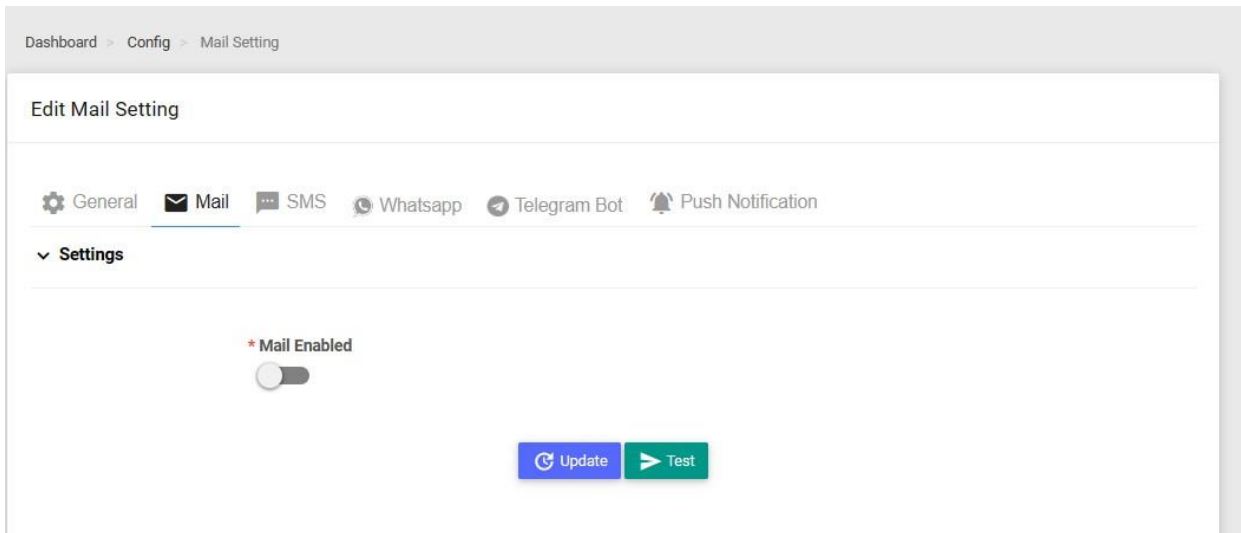 Dashboard > Config > Mail Setting
Edit Mail Setting
General Mail SMS Whatsapp Telegram Bot Push Notification
Settings
* Mail Enabled
Update Test